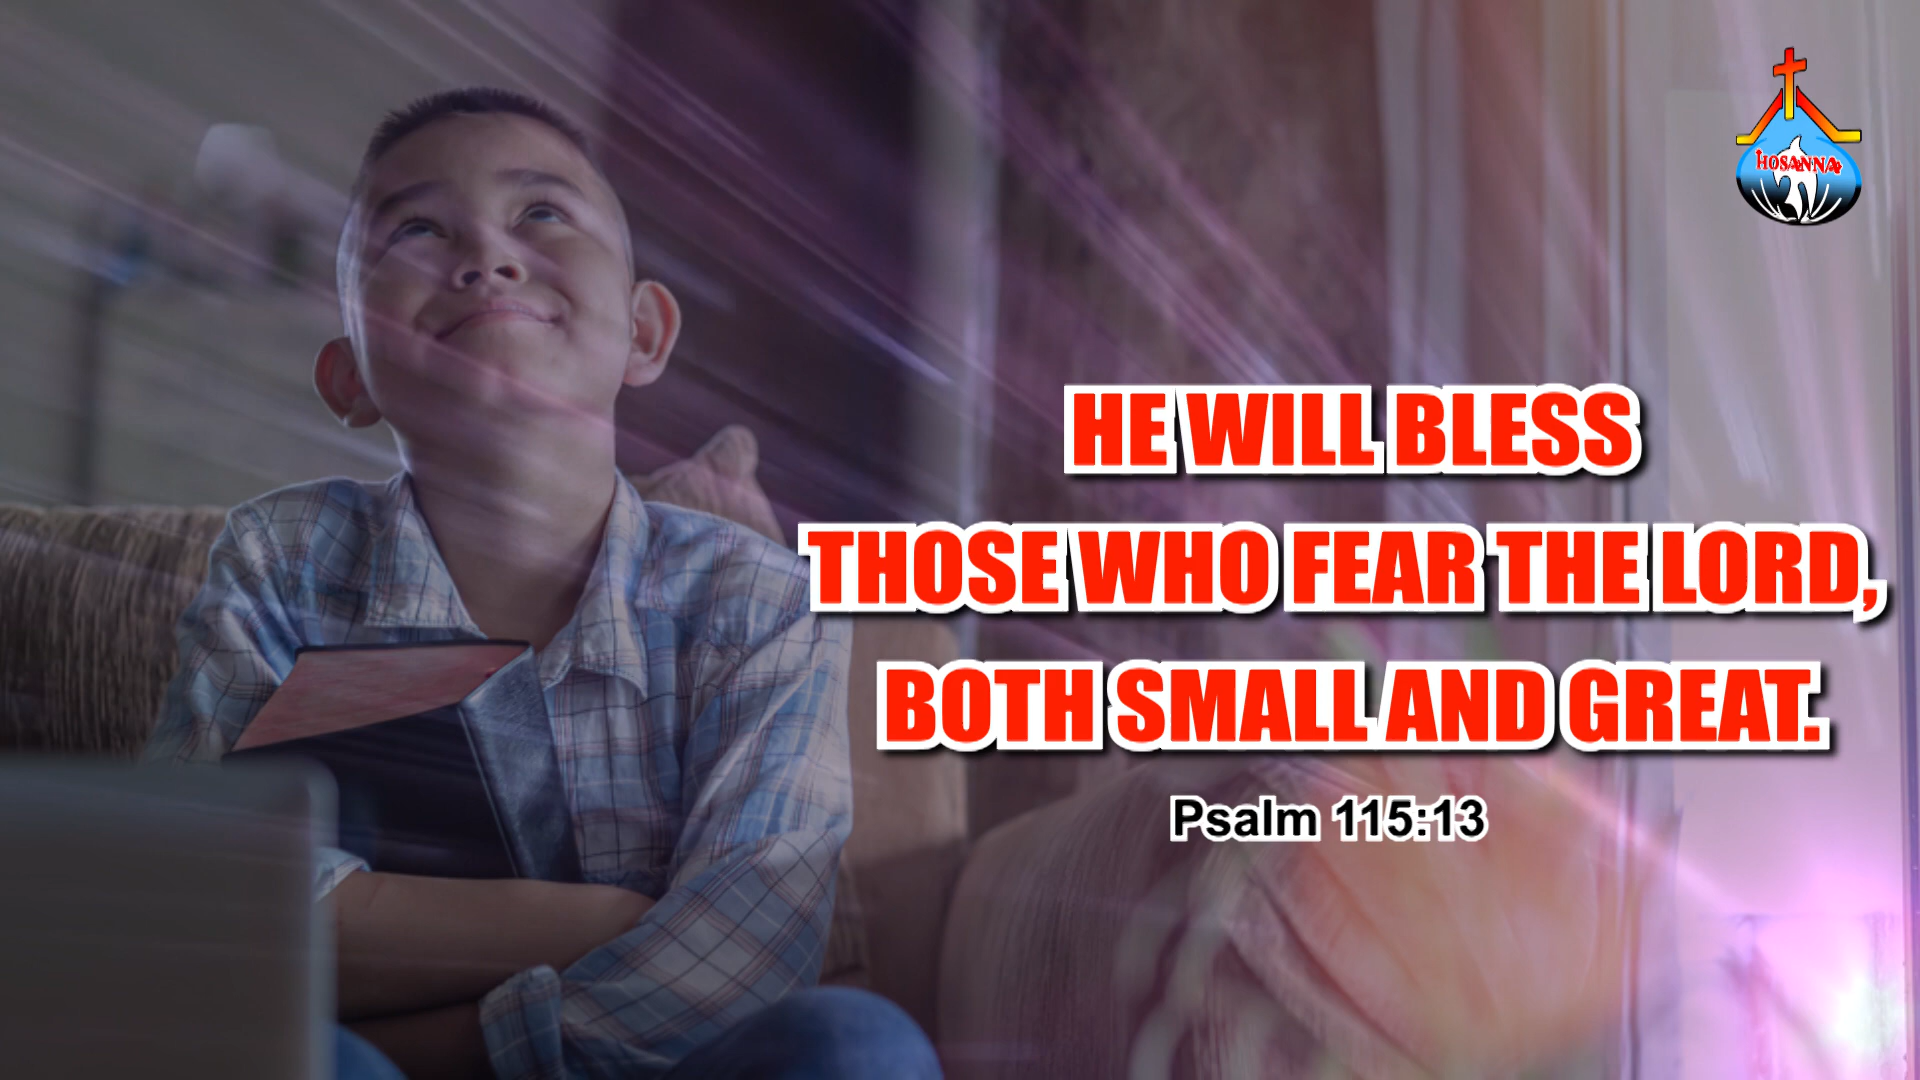 HOSANNA
HE WILL BLESS
THOSE WHO FEAR THE LORD,
BOTH SMALL AND GREAT.
Psalm 115:13